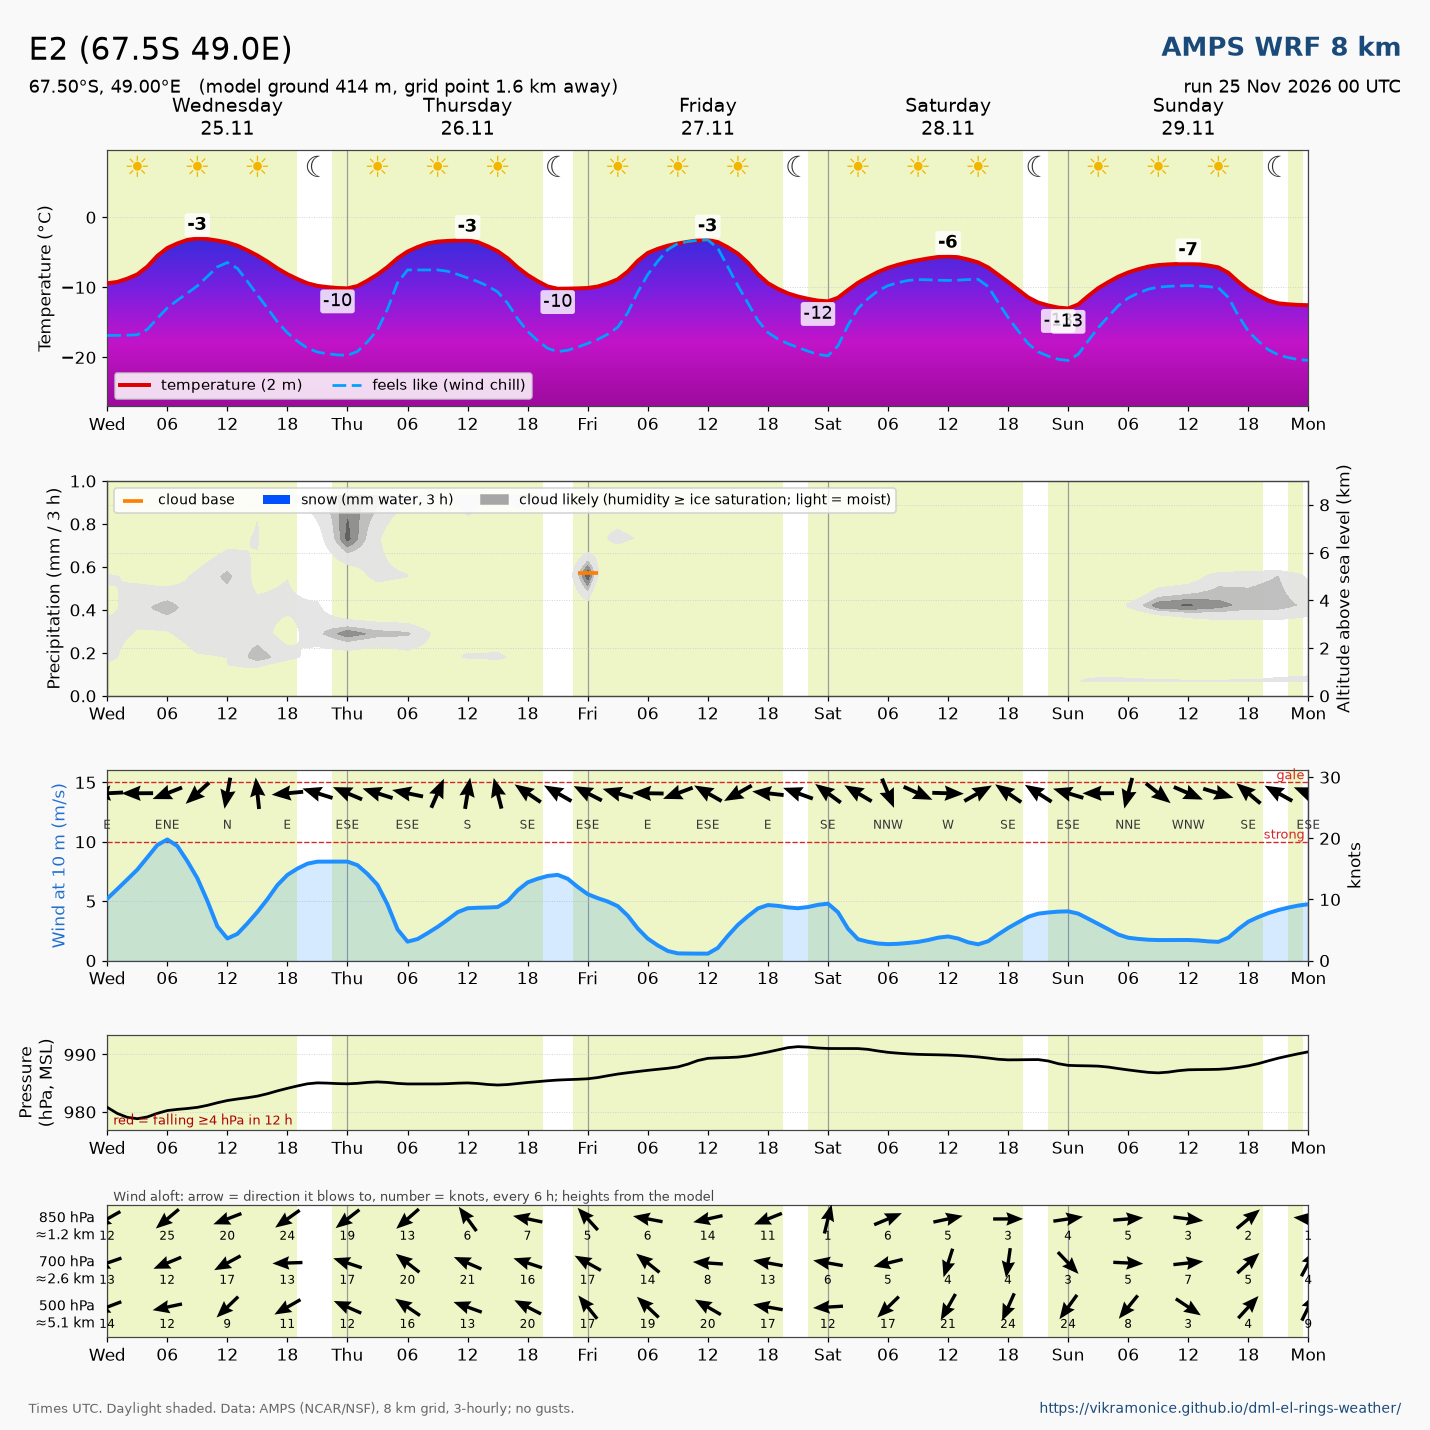 E2 (67.5S 49.0E)
AMPS WRF 8 km
67.50°S, 49.00°E (model ground 414 m, grid point 1.6 km away)
run 25 Nov 2026 00 UTC
Wednesday Thursday Friday Saturday Sunday
25.11 26.11 27.11 28.11 29.11
Temperature (°C)
0
−10
−20
-3 -3 -3 -6 -7
-10 -10 -12 -13
temperature (2 m) feels like (wind chill)
Wed 06 12 18 Thu 06 12 18 Fri 06 12 18 Sat 06 12 18 Sun 06 12 18 Mon
Precipitation (mm / 3 h)
1.0
0.8
0.6
0.4
0.2
0.0
cloud base snow (mm water, 3 h) cloud likely (humidity ≥ ice saturation; light = moist)
8
6
4
2
0
Altitude above sea level (km)
Wed 06 12 18 Thu 06 12 18 Fri 06 12 18 Sat 06 12 18 Sun 06 12 18 Mon
Wind at 10 m (m/s)
15
10
5
0
gale
E ENE N E ESE ESE S SE ESE E ESE E SE NNW W SE ESE NNE WNW SE ESE
strong
30
20
10
0
knots
Wed 06 12 18 Thu 06 12 18 Fri 06 12 18 Sat 06 12 18 Sun 06 12 18 Mon
Pressure
(hPa, MSL)
990
980
red = falling ≥4 hPa in 12 h
Wed 06 12 18 Thu 06 12 18 Fri 06 12 18 Sat 06 12 18 Sun 06 12 18 Mon
Wind aloft: arrow = direction it blows to, number = knots, every 6 h; heights from the model
850 hPa
≈1.2 km 12 25 20 24 19 13 6 7 5 6 14 11 1 6 5 3 4 5 3 2 1
700 hPa
≈2.6 km 13 12 17 13 17 20 21 16 17 14 8 13 6 5 4 4 3 5 7 5 4
500 hPa
≈5.1 km 14 12 9 11 12 16 13 20 17 19 20 17 12 17 21 24 24 8 3 4 9
Wed 06 12 18 Thu 06 12 18 Fri 06 12 18 Sat 06 12 18 Sun 06 12 18 Mon
Times UTC. Daylight shaded. Data: AMPS (NCAR/NSF), 8 km grid, 3-hourly; no gusts.
https://vikramonice.github.io/dml-el-rings-weather/